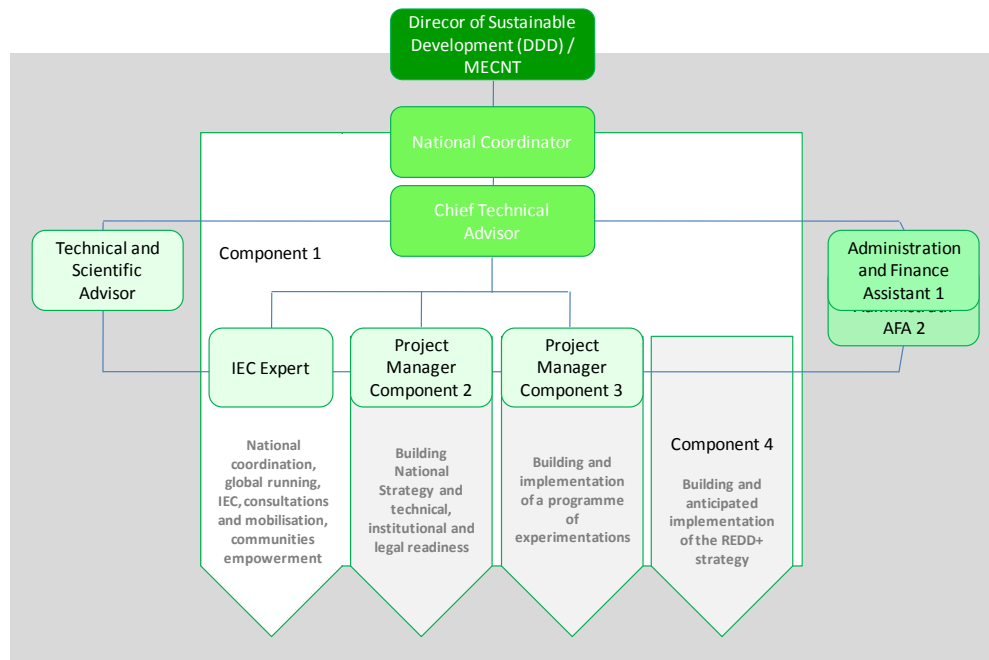 Direcor of Sustainable
Development (DDD) /
MECNT
National Coordinator
Chief Technical
Advisor
Technical and
Scientific
Advisor
Component 1
Administration
and Finance
Assistant 1
AFA 2
IEC Expert
Project
Manager
Component 2
Project
Manager
Component 3
Component 4
National
coordination,
global running,
IEC, consultations
and mobilisation,
communities
empowerment
Building
National
Strategy and
technical,
institutional and
legal readiness
Building and
implementation
of a programme
of
experimentations
Building and
anticipated
implementation
of the REDD+
strategy